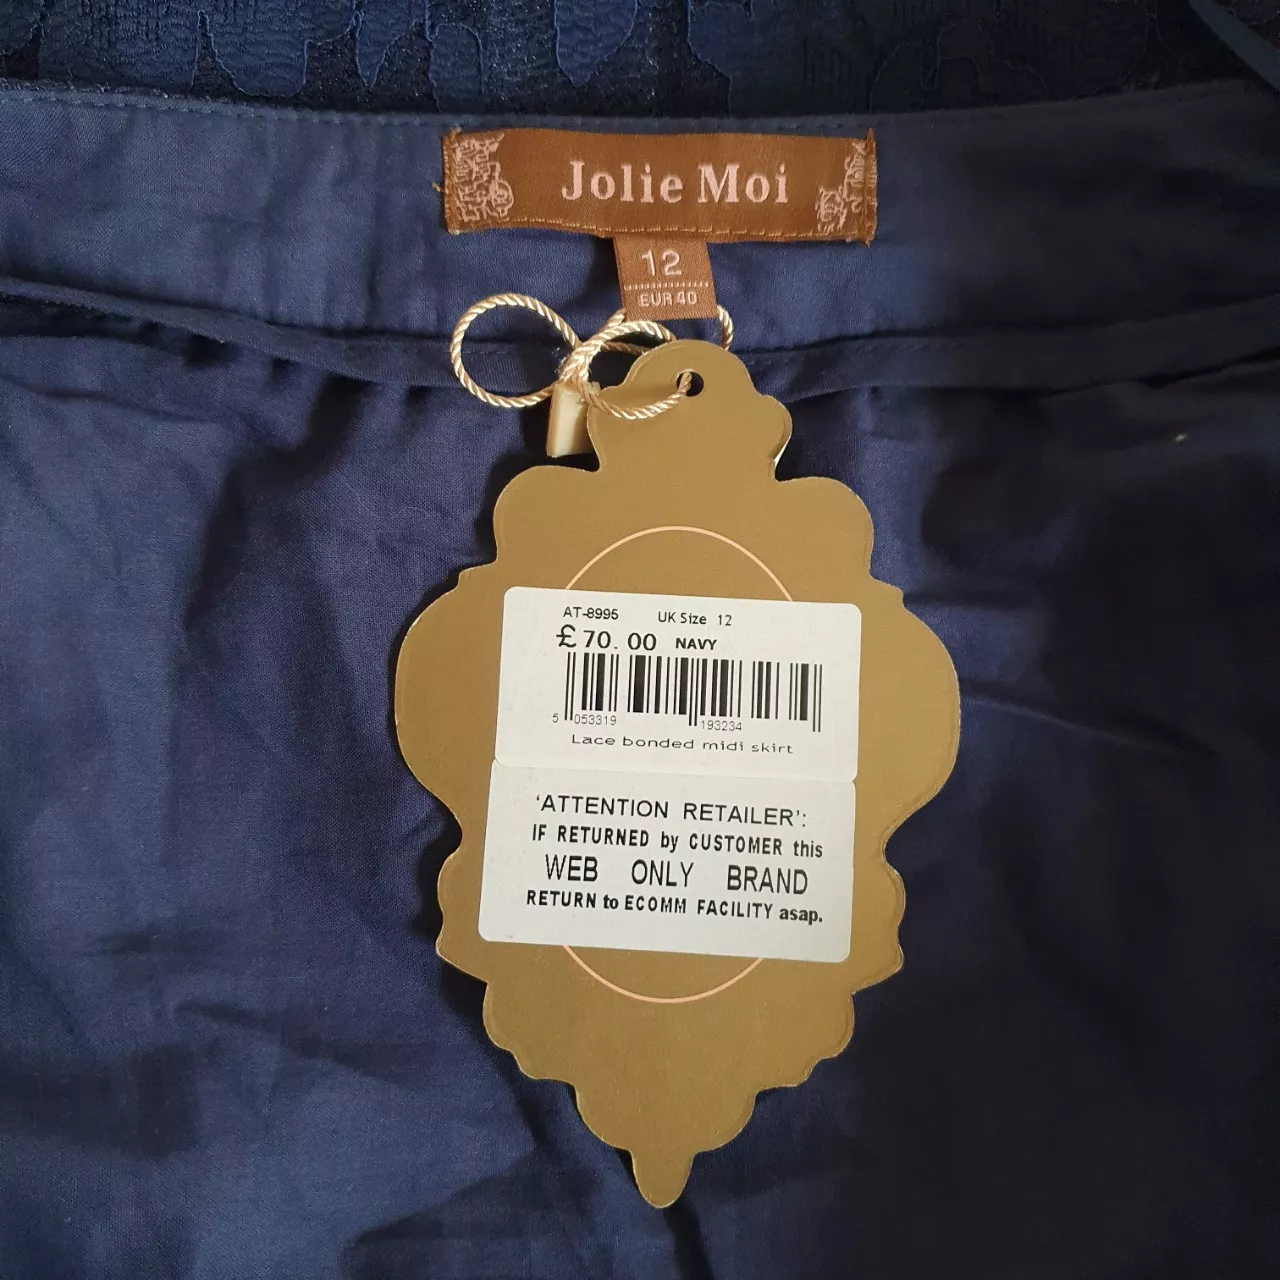 Jolie Moi
12
EUR 40
AT-8995 UK Size 12
£70.00 NAVY
5 053319 193234
Lace bonded midi skirt
‘ATTENTION RETAILER’:
IF RETURNED by CUSTOMER this
WEB ONLY BRAND
RETURN to ECOMM FACILITY asap.